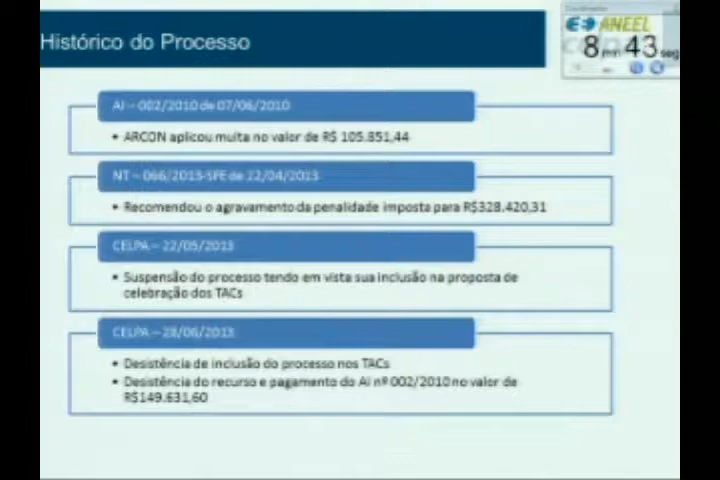 Histórico do Processo
ANEEL
8 min 43 seg
AI – 002/2010 de 07/06/2010
• ARCON aplicou multa no valor de R$ 105.851,44
NT – 066/2013-SFE de 22/04/2013
• Recomendou o agravamento da penalidade imposta para R$328.420,31
CELPA – 22/05/2013
• Suspensão do processo tendo em vista sua inclusão na proposta de
celebração dos TACs
CELPA – 28/06/2013
• Desistência de inclusão do processo nos TACs
• Desistência do recurso e pagamento do AI nº 002/2010 no valor de
R$149.631,60